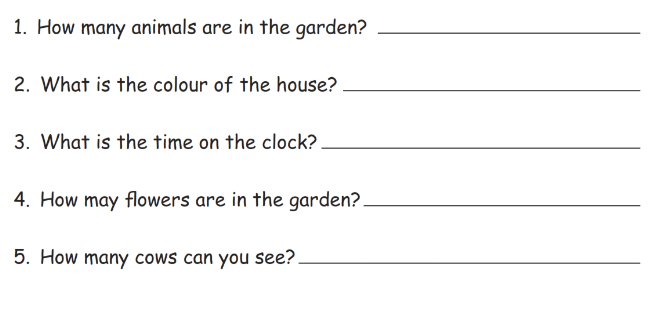 1. How many animals are in the garden?
2. What is the colour of the house?
3. What is the time on the clock?
4. How may flowers are in the garden?
5. How many cows can you see?